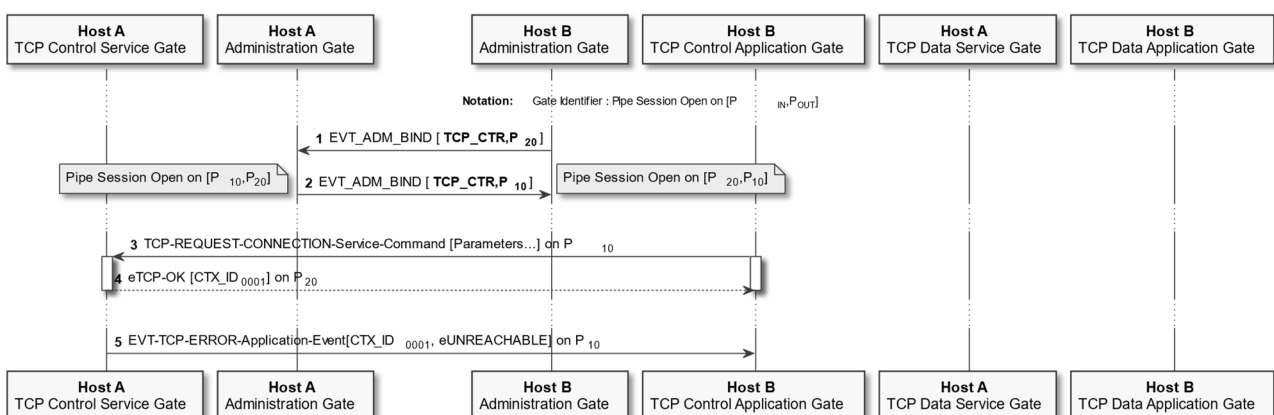 Host A
TCP Control Service Gate
Host A
Administration Gate
Host B
Administration Gate
Host B
TCP Control Application Gate
Host A
TCP Data Service Gate
Host B
TCP Data Application Gate
Notation: Gate Identifier : Pipe Session Open on [P IN,POUT]
1 EVT_ADM_BIND [ TCP_CTR,P 20 ]
Pipe Session Open on [P 10,P20]
2 EVT_ADM_BIND [ TCP_CTR,P 10 ]
Pipe Session Open on [P 20,P10]
3 TCP-REQUEST-CONNECTION-Service-Command [Parameters...] on P 10
4 eTCP-OK [CTX_ID0001] on P20
5 EVT-TCP-ERROR-Application-Event[CTX_ID 0001, eUNREACHABLE] on P10
Host A
TCP Control Service Gate
Host A
Administration Gate
Host B
Administration Gate
Host B
TCP Control Application Gate
Host A
TCP Data Service Gate
Host B
TCP Data Application Gate